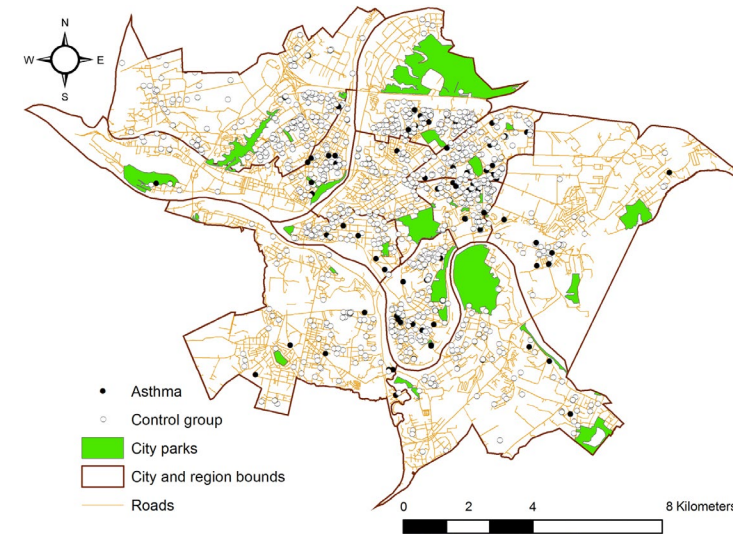 N
W E
S
Asthma
Control group
City parks
City and region bounds
Roads
0 2 4 8 Kilometers